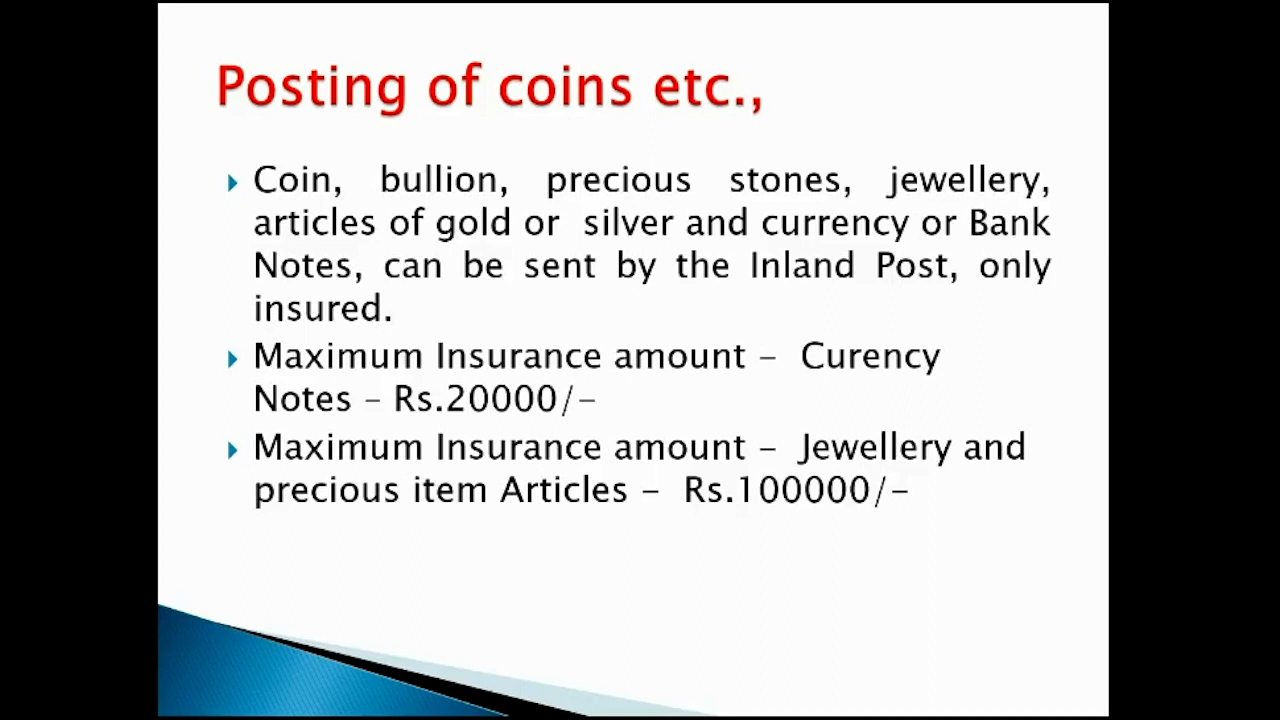 Posting of coins etc.,
Coin, bullion, precious stones, jewellery,
articles of gold or silver and currency or Bank
Notes, can be sent by the Inland Post, only
insured.
Maximum Insurance amount – Curency
Notes – Rs.20000/-
Maximum Insurance amount – Jewellery and
precious item Articles – Rs.100000/-